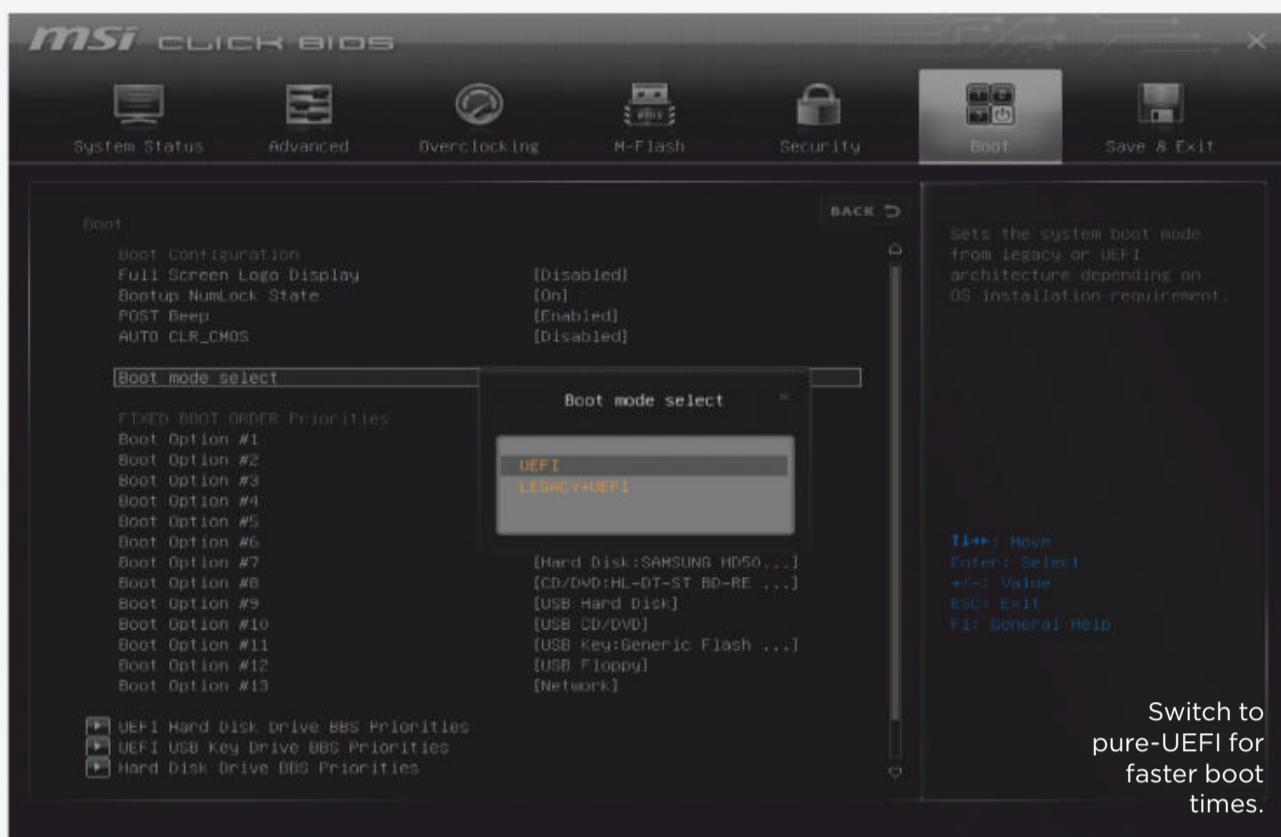 msi CLICK BIOS
System Status Advanced Overclocking M-Flash Security Boot Save & Exit
BIOS
BACK
Boot
Boot Configuration
Full Screen Logo Display [Disabled]
Bootup NumLock State [On]
POST Beep [Enabled]
AUTO CLR_CMOS [Disabled]
Boot mode select
FIXED BOOT ORDER Priorities
Boot Option #1
Boot Option #2
Boot Option #3
Boot Option #4
Boot Option #5
Boot Option #6
Boot Option #7 [Hard Disk:SAMSUNG HD50...]
Boot Option #8 [CD/DVD:HL-DT-ST BD-RE ...]
Boot Option #9 [USB Hard Disk]
Boot Option #10 [USB CD/DVD]
Boot Option #11 [USB Key:Generic Flash ...]
Boot Option #12 [USB Floppy]
Boot Option #13 [Network]
UEFI Hard Disk Drive BBS Priorities
UEFI USB Key Drive BBS Priorities
Hard Disk Drive BBS Priorities
Boot mode select
UEFI
LEGACY+UEFI
Sets the system boot mode
from legacy or UEFI
architecture depending on
OS installation requirement.
↑↓→←: Move
Enter: Select
+/-: Value
ESC: Exit
F1: General Help
Switch to
pure-UEFI for
faster boot
times.